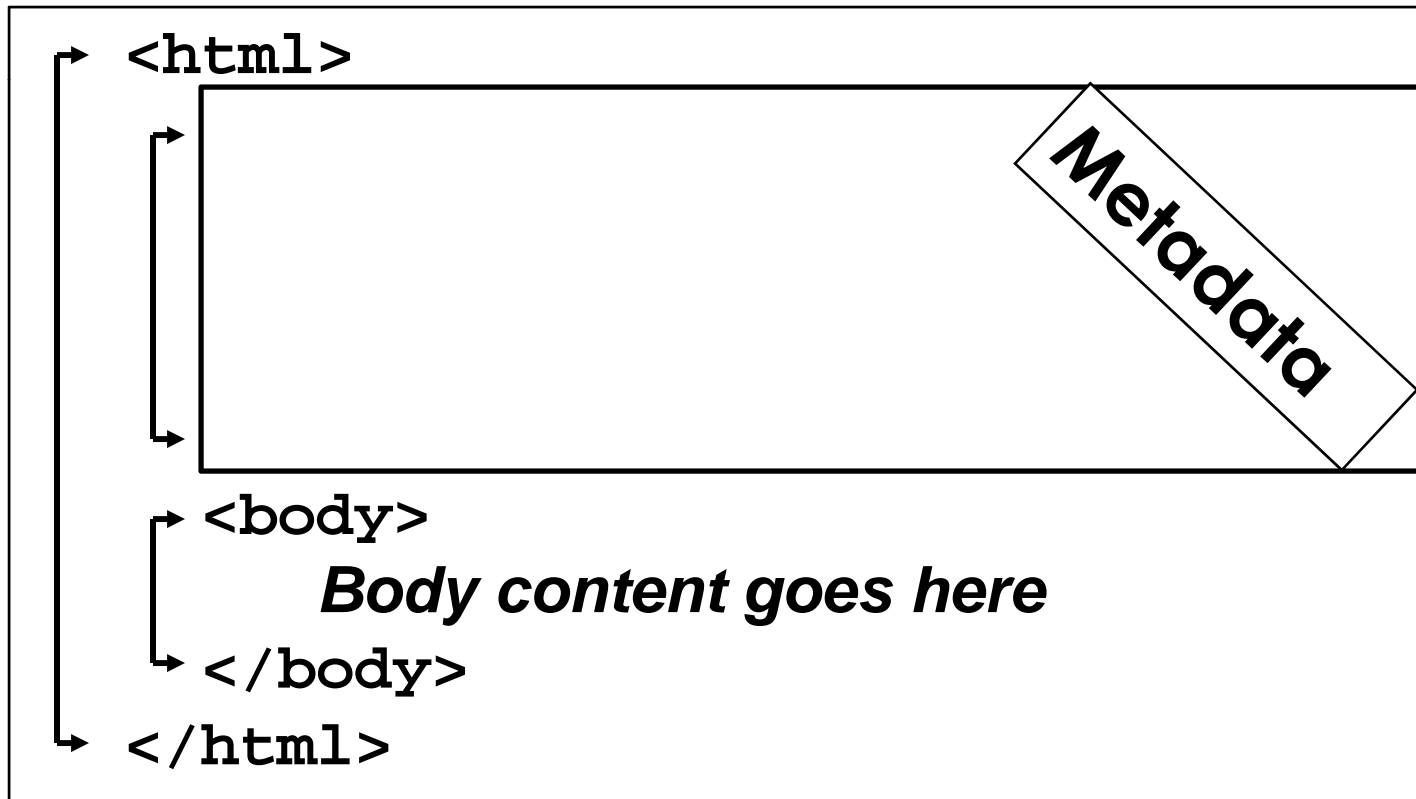 <html>
Metadata
<body>
Body content goes here
</body>
</html>